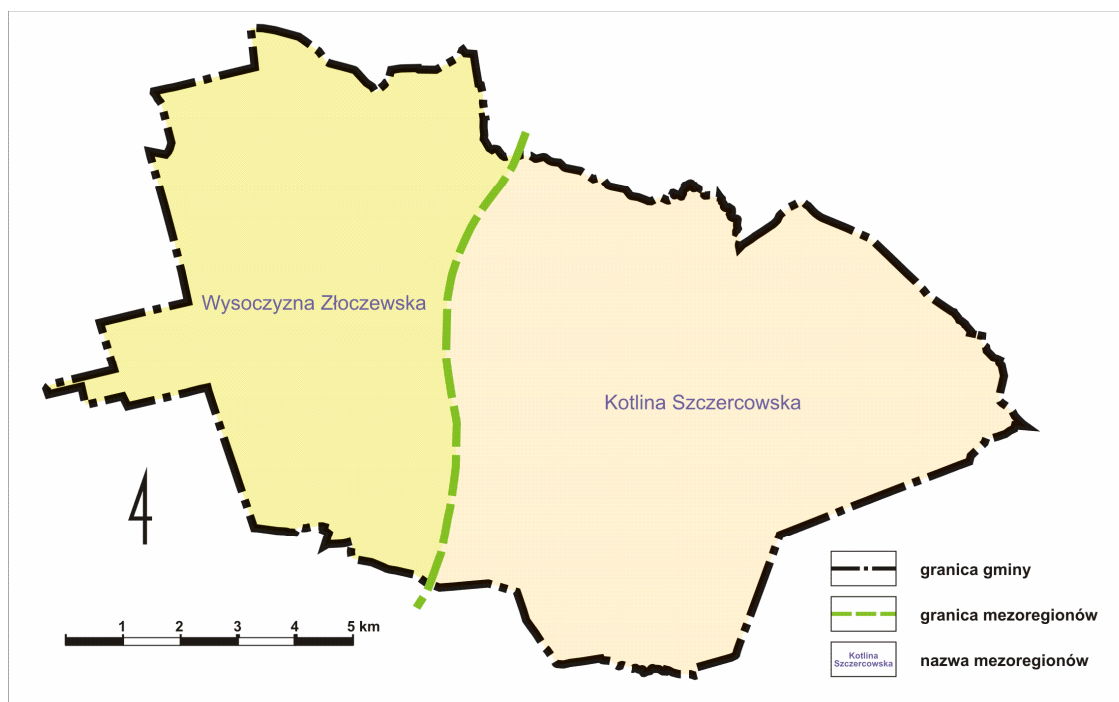 Wysoczyzna Złoczewska
Kotlina Szczercowska
1 2 3 4 5 km
granica gminy
granica mezoregionów
Kotlina
Szczercowska
nazwa mezoregionów